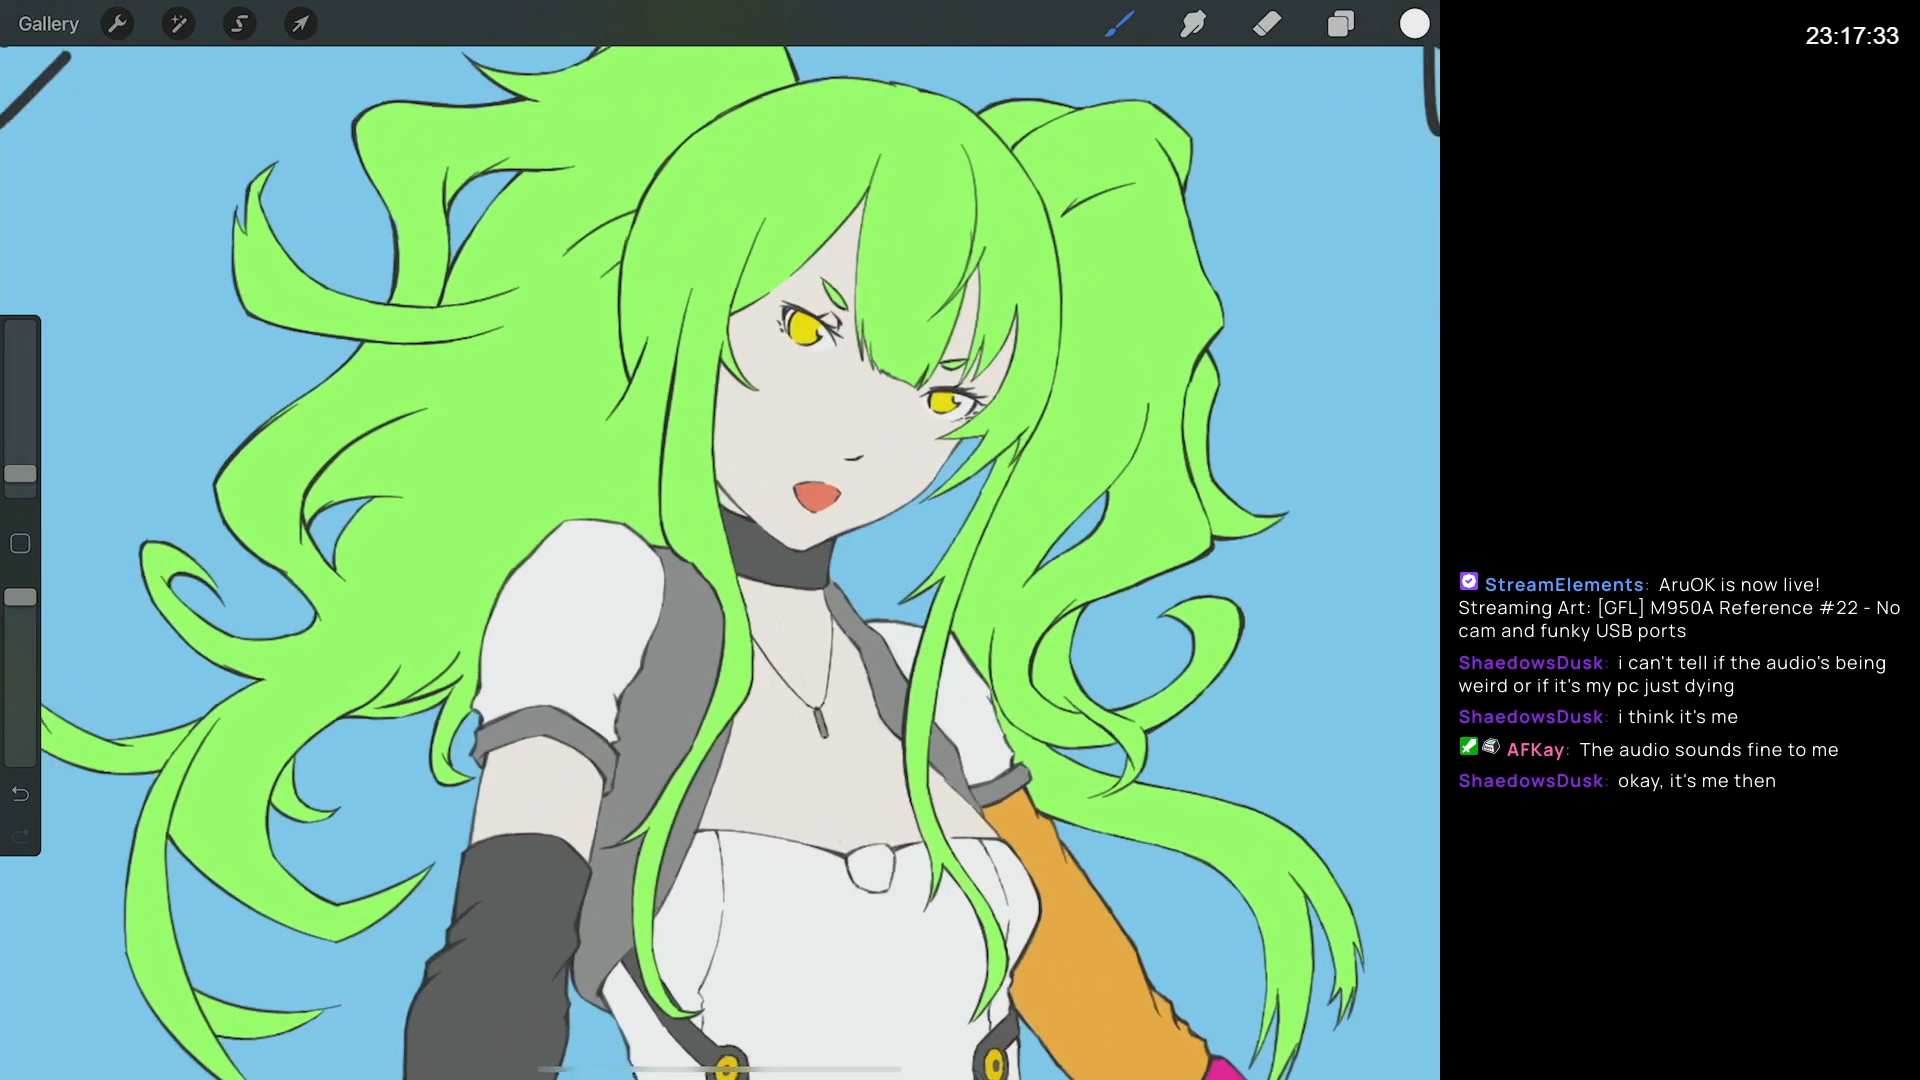 Gallery
23:17:33
StreamElements: AruOK is now live!
Streaming Art: [GFL] M950A Reference #22 - No
cam and funky USB ports
ShaedowsDusk: i can't tell if the audio's being
weird or if it's my pc just dying
ShaedowsDusk: i think it's me
AFKay: The audio sounds fine to me
ShaedowsDusk: okay, it's me then